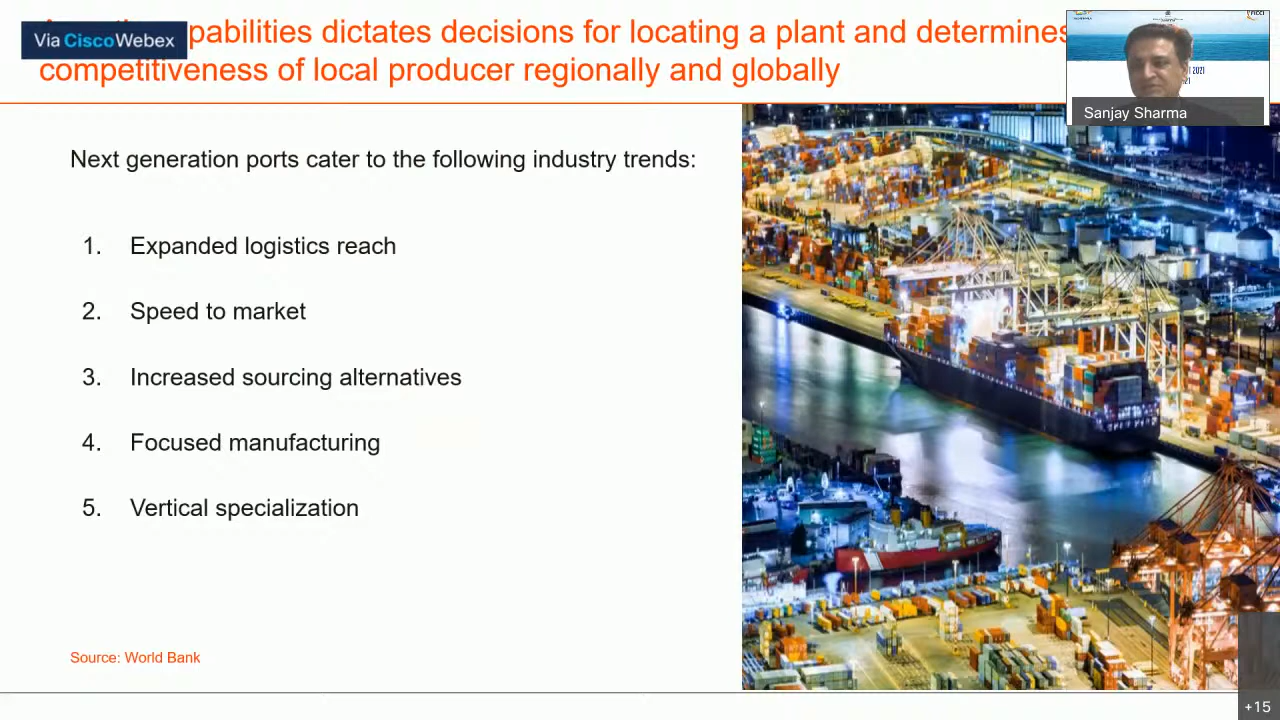 Via CiscoWebex
pabilities dictates decisions for locating a plant and determines
competitiveness of local producer regionally and globally
Sanjay Sharma
2021
Next generation ports cater to the following industry trends:
1. Expanded logistics reach
2. Speed to market
3. Increased sourcing alternatives
4. Focused manufacturing
5. Vertical specialization
Source: World Bank
+15